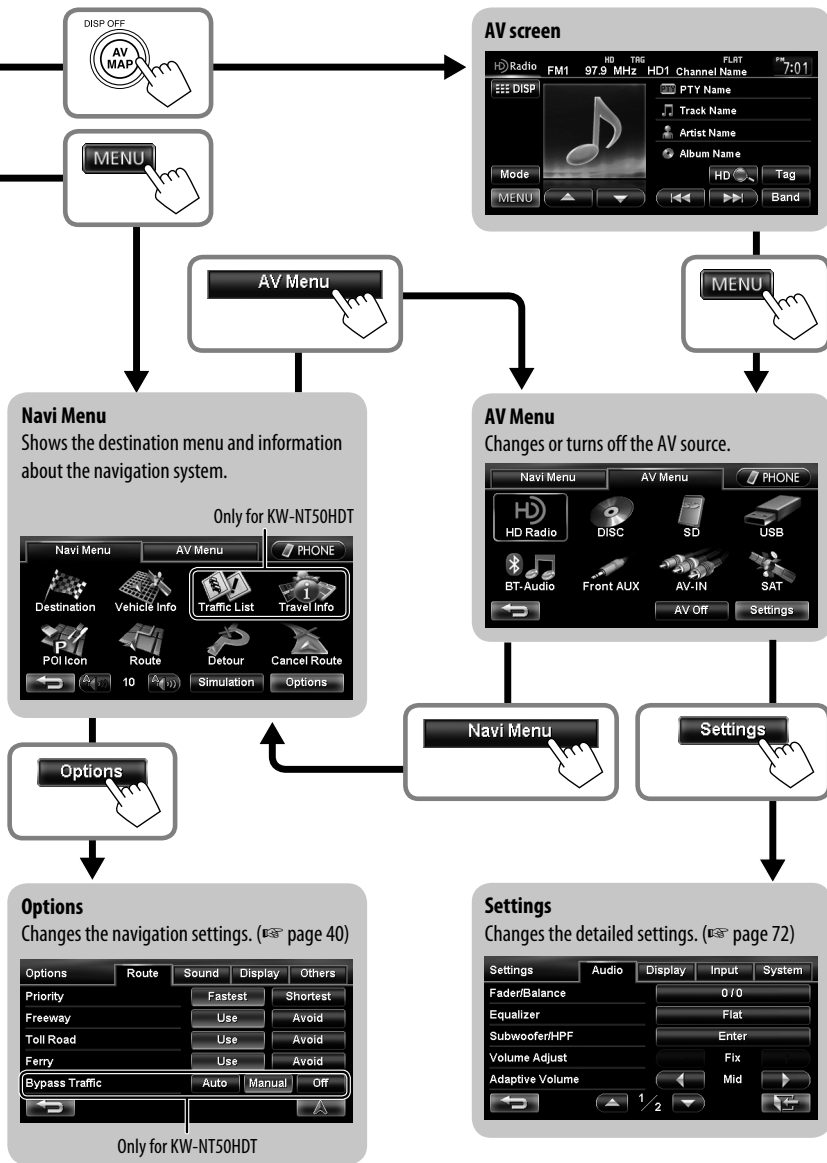 DISP OFF
AV
MAP
MENU
AV screen
HD Radio FM1 97.9 MHz HD TAG HD1 Channel Name FLAT PM 7:01
DISP
PTY Name
Track Name
Artist Name
Album Name
Mode HD Tag
MENU Band
AV Menu
MENU
Navi Menu
Shows the destination menu and information
about the navigation system.
Only for KW-NT50HDT
Navi Menu AV Menu PHONE
Destination Vehicle Info Traffic List Travel Info
POI Icon Route Detour Cancel Route
10 Simulation Options
AV Menu
Changes or turns off the AV source.
Navi Menu AV Menu PHONE
HD Radio DISC SD USB
BT-Audio Front AUX AV-IN SAT
AV Off Settings
Options
Navi Menu
Settings
Options
Changes the navigation settings. (☞ page 40)
Options Route Sound Display Others
Priority Fastest Shortest
Freeway Use Avoid
Toll Road Use Avoid
Ferry Use Avoid
Bypass Traffic Auto Manual Off
Only for KW-NT50HDT
Settings
Changes the detailed settings. (☞ page 72)
Settings Audio Display Input System
Fader/Balance 0 / 0
Equalizer Flat
Subwoofer/HPF Enter
Volume Adjust Fix
Adaptive Volume Mid
1/2